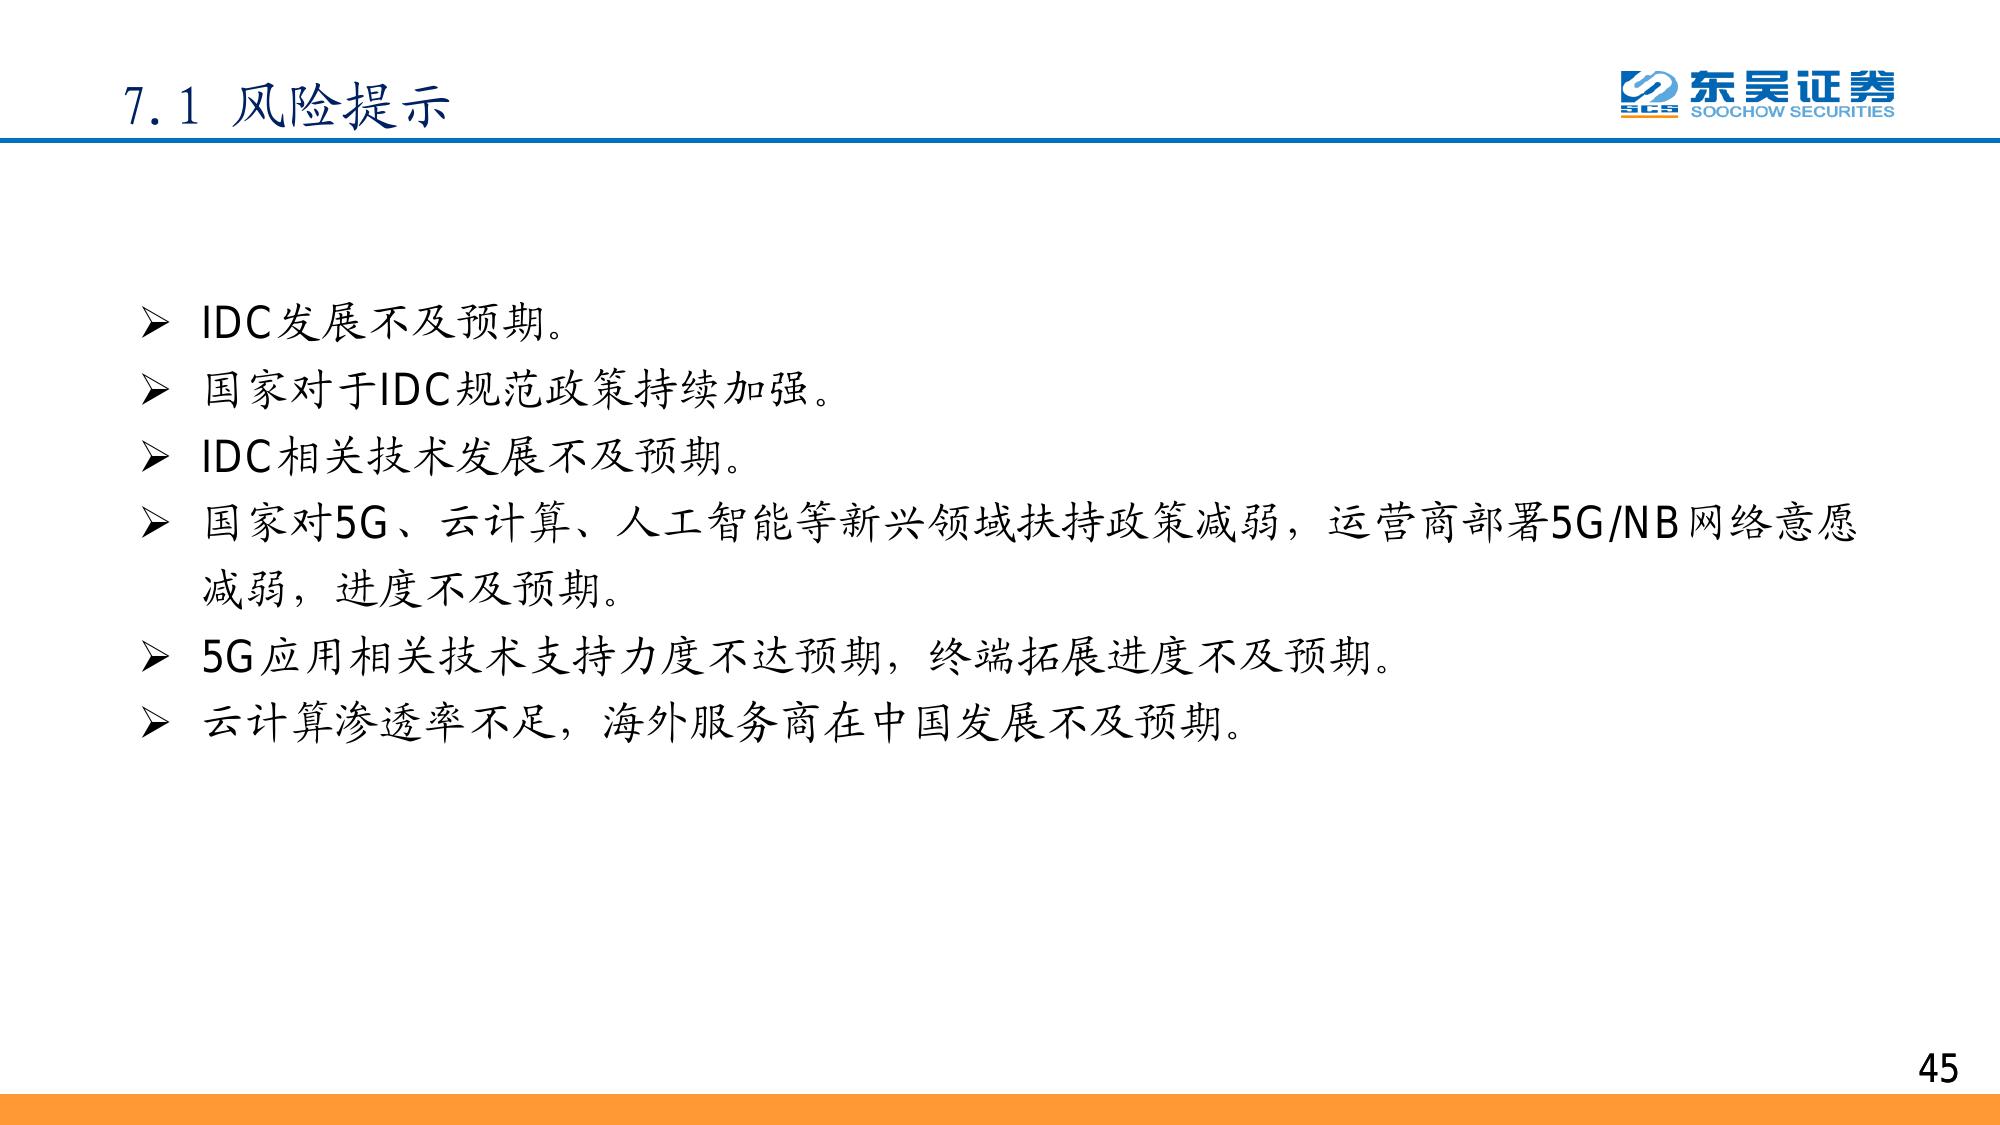 7.1 风险提示
东吴证券
SCS
SOOCHOW SECURITIES
➢ IDC发展不及预期。
➢ 国家对于IDC规范政策持续加强。
➢ IDC相关技术发展不及预期。
➢ 国家对5G、云计算、人工智能等新兴领域扶持政策减弱，运营商部署5G/NB网络意愿
减弱，进度不及预期。
➢ 5G应用相关技术支持力度不达预期，终端拓展进度不及预期。
➢ 云计算渗透率不足，海外服务商在中国发展不及预期。
45